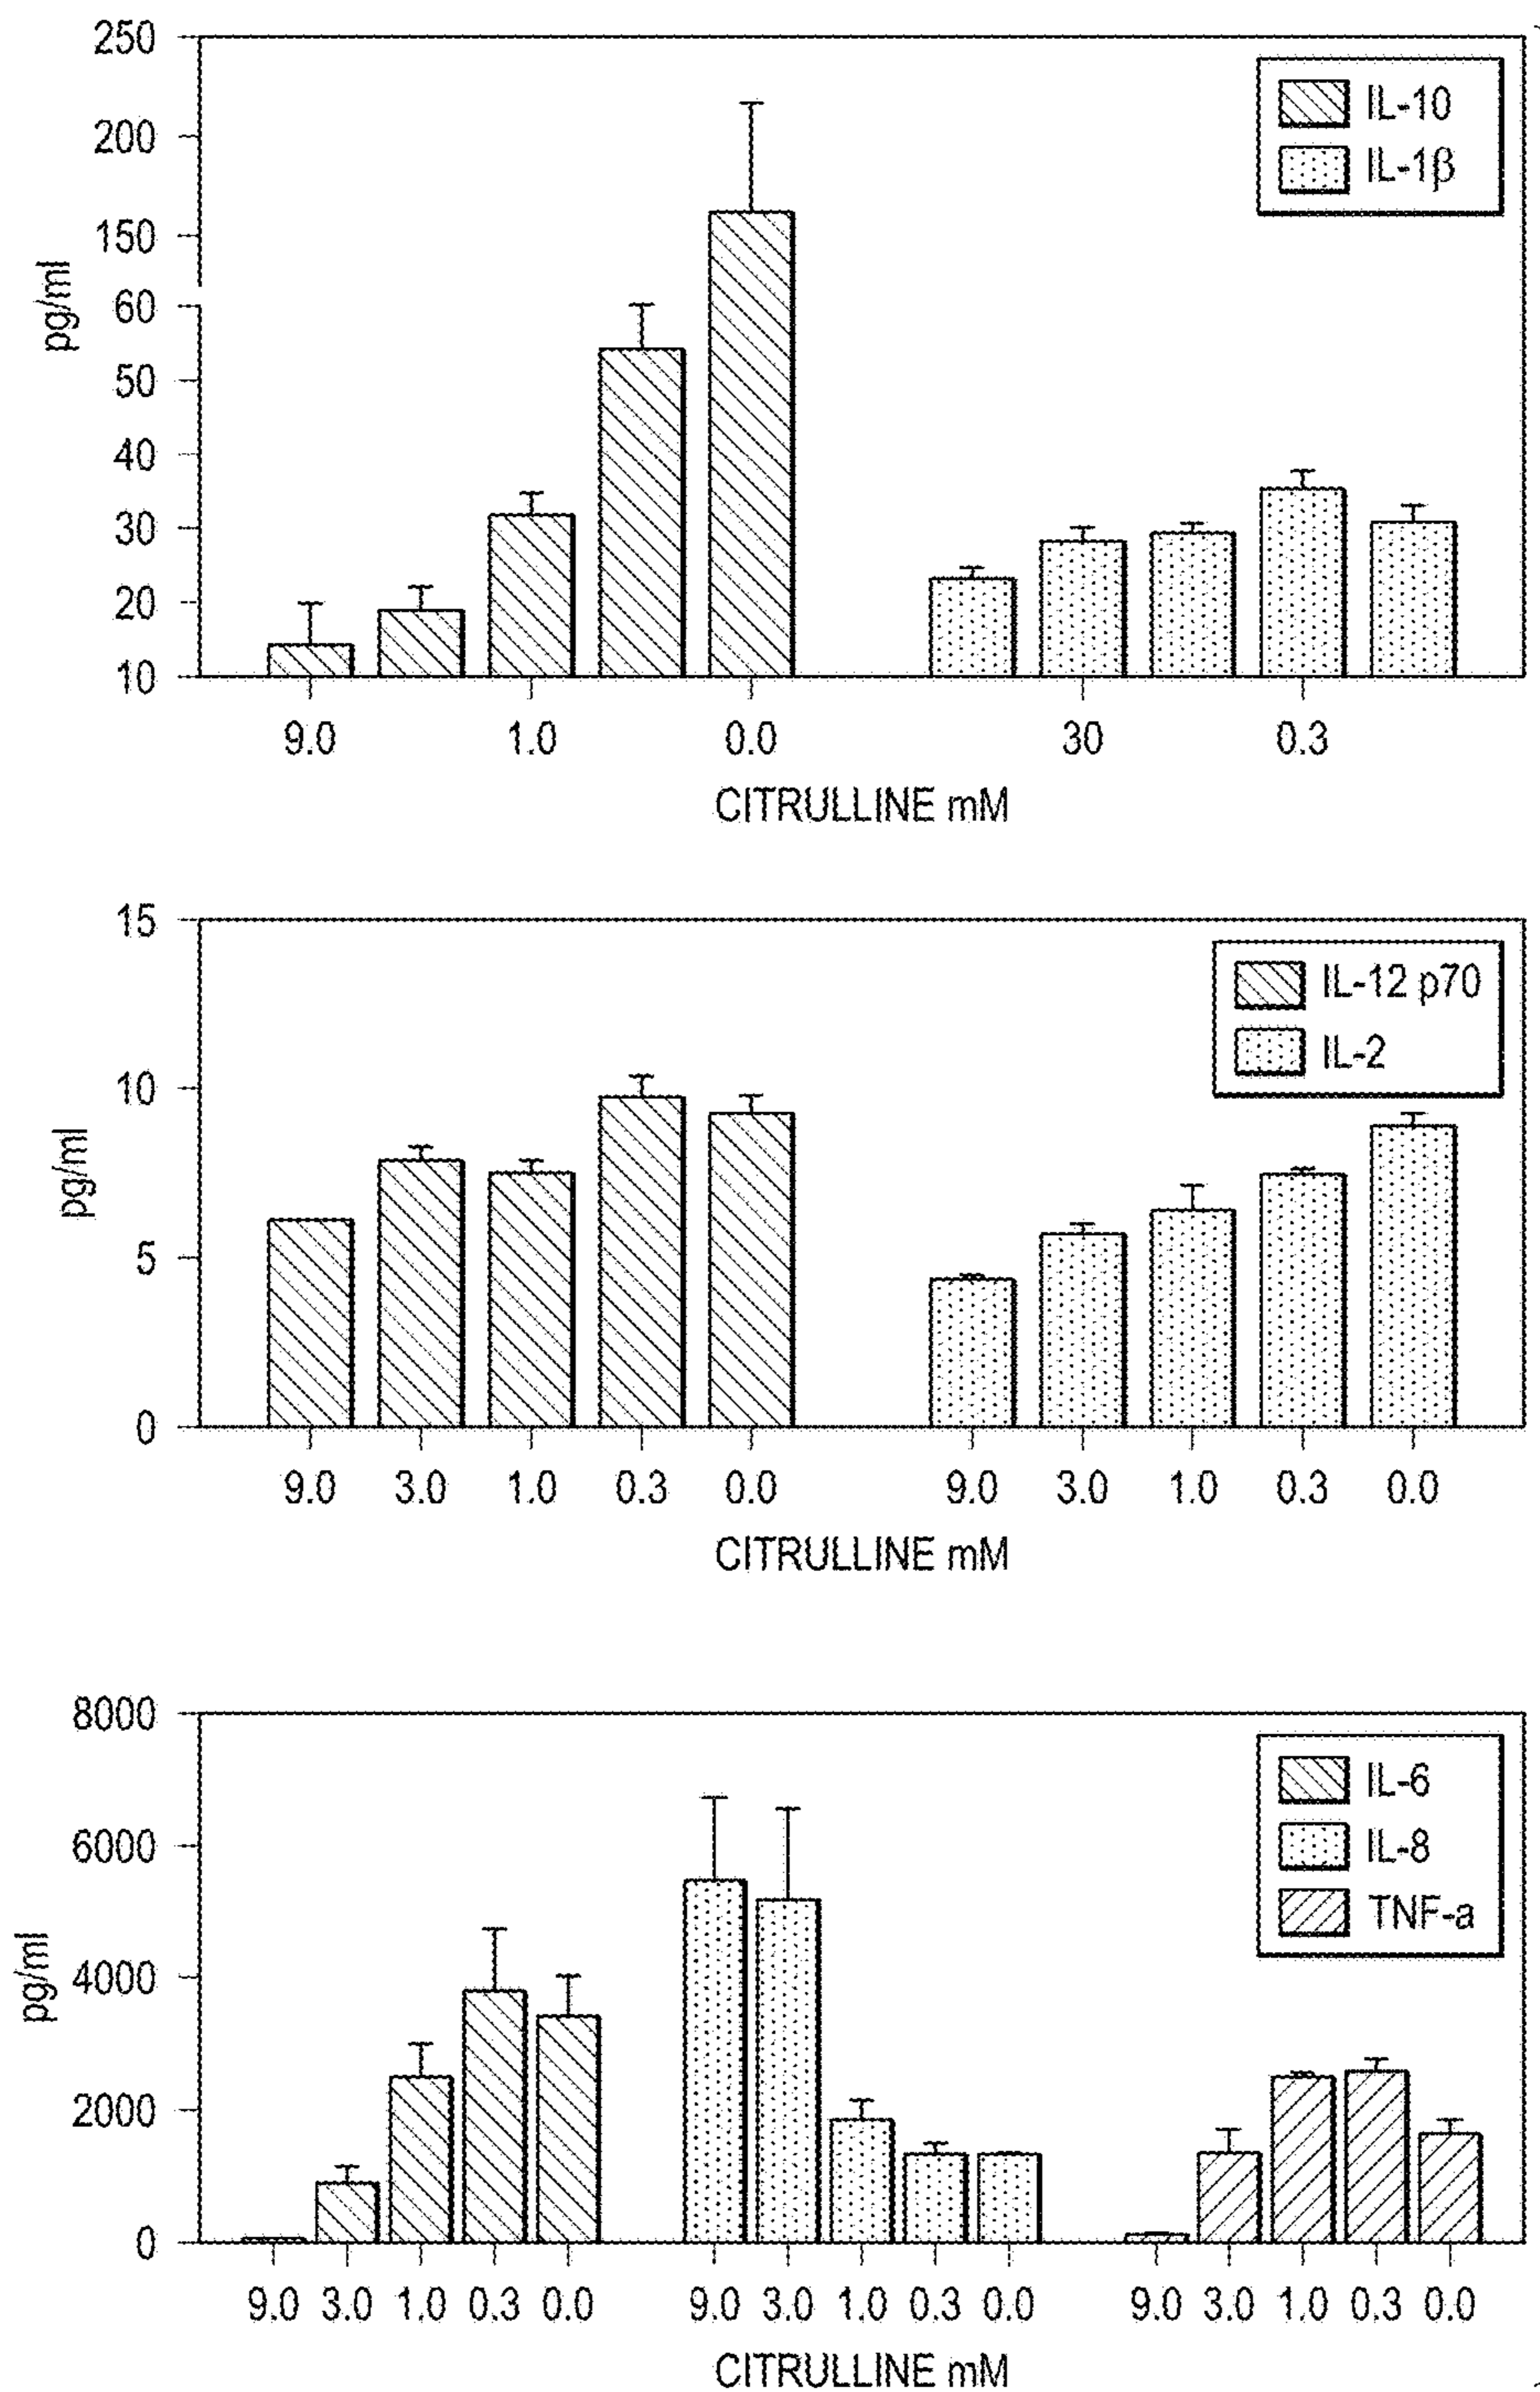 250
200
150
60
50
40
30
20
10
pg/ml
IL-10
IL-1β
9.0 1.0 0.0 30 0.3
CITRULLINE mM
15
10
5
0
pg/ml
IL-12 p70
IL-2
9.0 3.0 1.0 0.3 0.0 9.0 3.0 1.0 0.3 0.0
CITRULLINE mM
8000
6000
4000
2000
0
pg/ml
IL-6
IL-8
TNF-a
9.0 3.0 1.0 0.3 0.0 9.0 3.0 1.0 0.3 0.0 9.0 3.0 1.0 0.3 0.0
CITRULLINE mM